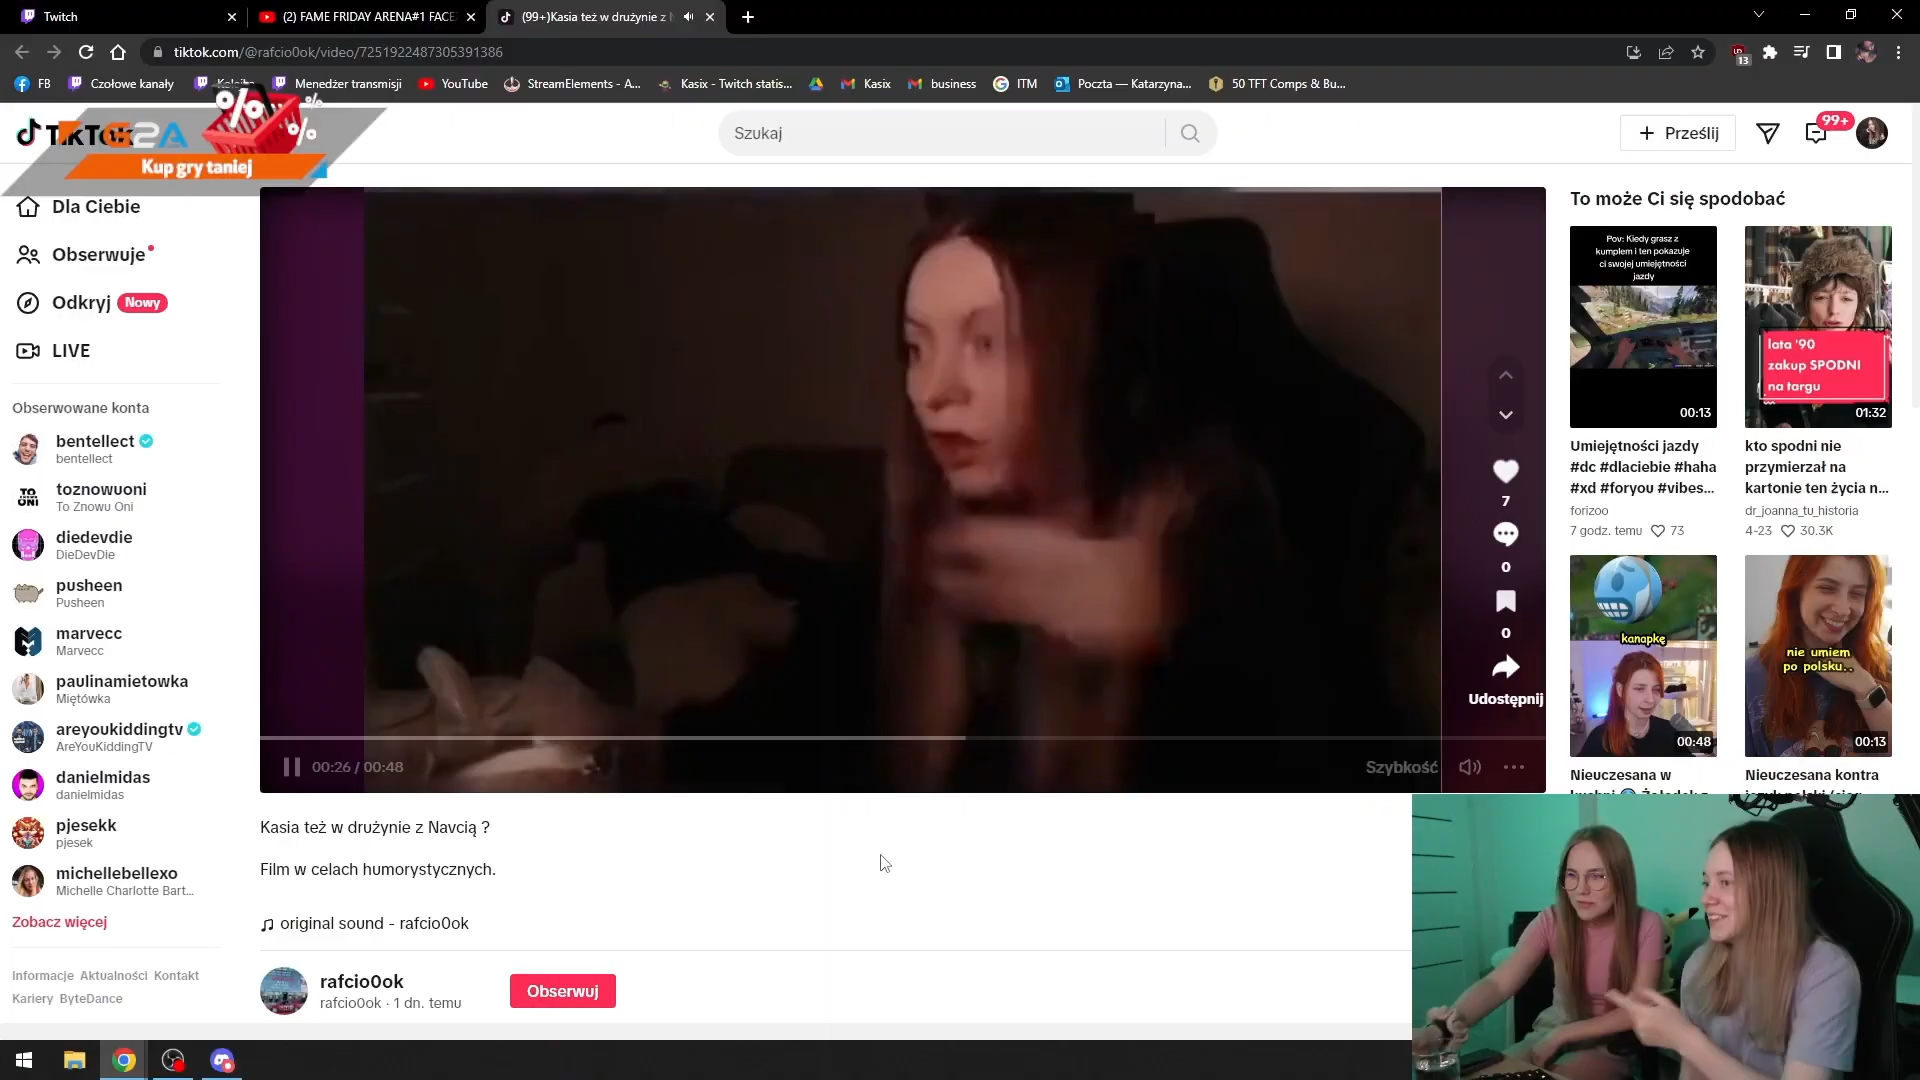 Twitch
(2) FAME FRIDAY ARENA#1 FACE
(99+)Kasia też w drużynie z
tiktok.com/@rafcio0ok/video/7251922487305391386
13
FB
Czołowe kanały
Menedżer transmisji
YouTube
StreamElements - A...
Kasix - Twitch statis...
Kasix
business
ITM
Poczta — Katarzyna...
50 TFT Comps & Bu...
TikTok
G2A
Kup gry taniej
Szukaj
Prześlij
99+
Dla Ciebie
Obserwuje
Odkryj
Nowy
LIVE
Obserwowane konta
bentellect
bentellect
TO
ONI
toznowuoni
To Znowu Oni
diedevdie
DieDevDie
pusheen
Pusheen
marvecc
Marvecc
paulinamietowka
Miętówka
areyoukiddingtv
AreYouKiddingTV
danielmidas
danielmidas
pjesekk
pjesek
michellebellexo
Michelle Charlotte Bart...
Zobacz więcej
Informacje Aktualności Kontakt
Kariery ByteDance
7
0
0
Udostępnij
00:26 / 00:48
Szybkość
Kasia też w drużynie z Navcią ?
Film w celach humorystycznych.
original sound - rafcio0ok
rafcio0ok
rafcio0ok · 1 dn. temu
Obserwuj
To może Ci się spodobać
Pov: Kiedy grasz z
kumplem i ten pokazuje
ci swojej umiejętności
jazdy
00:13
Umiejętności jazdy
#dc #dlaciebie #haha
#xd #foryou #vibes...
forizoo
7 godz. temu 73
lata '90
zakup SPODNI
na targu
01:32
kto spodni nie
przymierzał na
kartonie ten życia n...
dr_joanna_tu_historia
4-23 30.3K
kanapkę
00:48
Nieuczesana w
nie umiem
po polsku..
00:13
Nieuczesana kontra